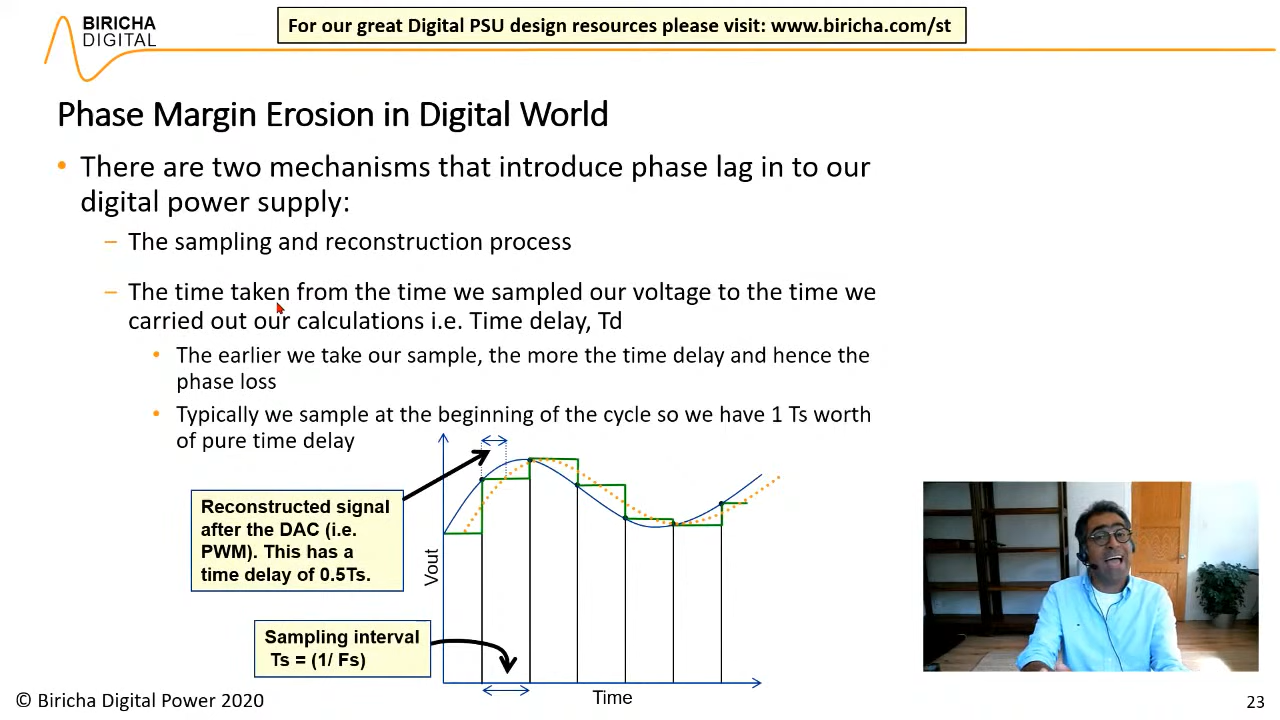 BIRICHA
DIGITAL
For our great Digital PSU design resources please visit: www.biricha.com/st
Phase Margin Erosion in Digital World
• There are two mechanisms that introduce phase lag in to our
digital power supply:
– The sampling and reconstruction process
– The time taken from the time we sampled our voltage to the time we
carried out our calculations i.e. Time delay, Td
• The earlier we take our sample, the more the time delay and hence the
phase loss
• Typically we sample at the beginning of the cycle so we have 1 Ts worth
of pure time delay
Reconstructed signal
after the DAC (i.e.
PWM). This has a
time delay of 0.5Ts.
Vout
Sampling interval
Ts = (1/ Fs)
Time
© Biricha Digital Power 2020
23